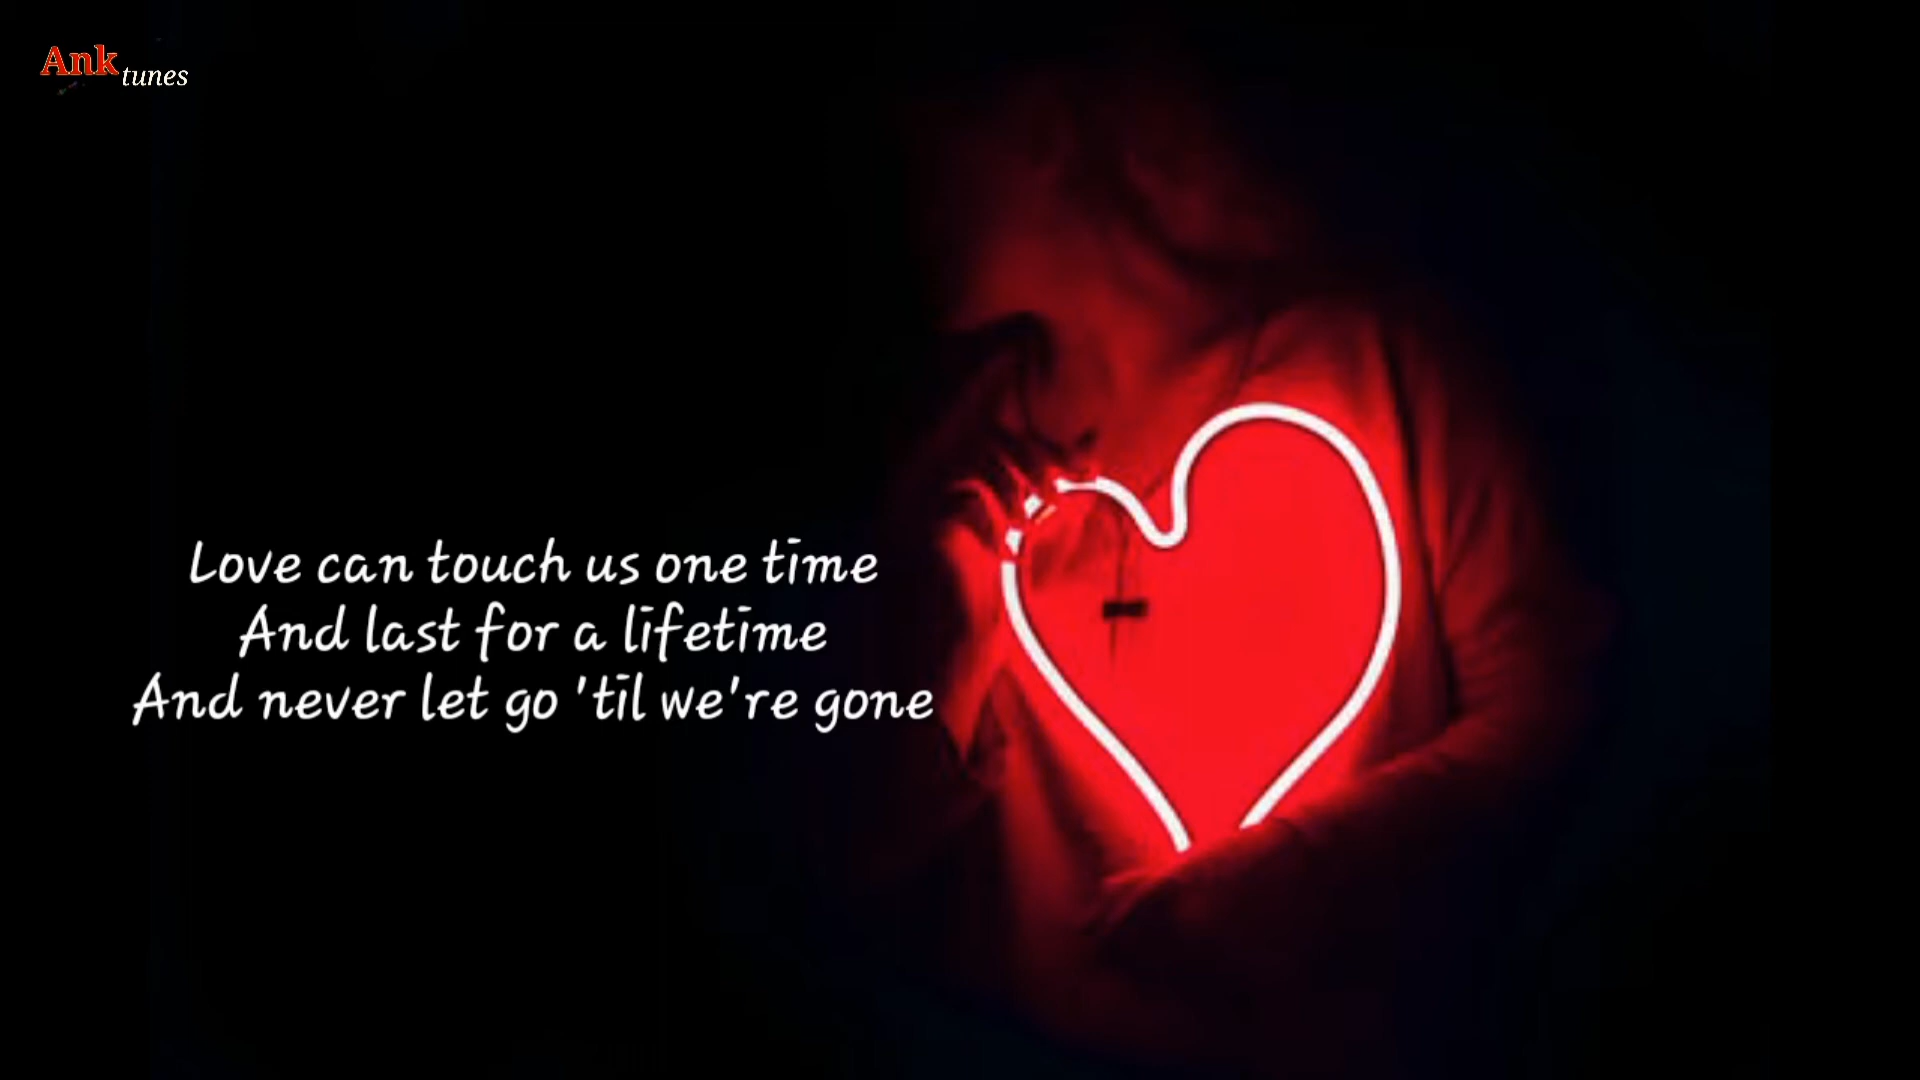 Ank tunes
Love can touch us one time
And last for a lifetime
And never let go 'til we're gone